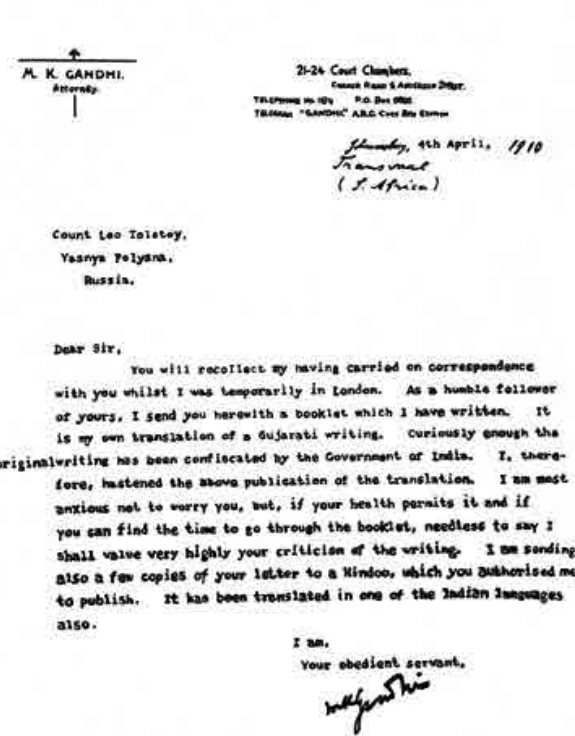 M. K. GANDHI.
Attorney.
21-24 Court Chambers,
TELEPHONE No. P.O. Box
"GANDHI" A.B.C. Code 5th Edition
4th April, 1910
Transvaal
(S. Africa)
Count Leo Tolstoy,
Yasnya Polyana,
Russia.
Dear Sir,
You will recollect my having carried on correspondence
with you whilst I was temporarily in London. As a humble follower
of yours, I send you herewith a booklet which I have written. It
is my own translation of a Gujarati writing. Curiously enough the
original writing has been confiscated by the Government of India. I, there-
fore, hastened the above publication of the translation. I am most
anxious not to worry you, but, if your health permits it and if
you can find the time to go through the booklet, needless to say I
shall value very highly your criticism of the writing. I am sending
also a few copies of your letter to a Hindoo, which you authorised me
to publish. It has been translated in one of the Indian languages
also.
I am,
Your obedient servant,
MKGandhi